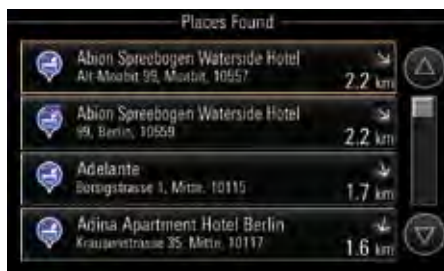 Places Found
Abion Spreebogen Waterside Hotel
Alt-Moabit 99, Moabit, 10557
2.2 km
Abion Spreebogen Waterside Hotel
99, Berlin, 10559
2.2 km
Adelante
Borsigstrasse 1, Mitte, 10115
1.7 km
Adina Apartment Hotel Berlin
Krausenstrasse 35, Mitte, 10117
1.6 km